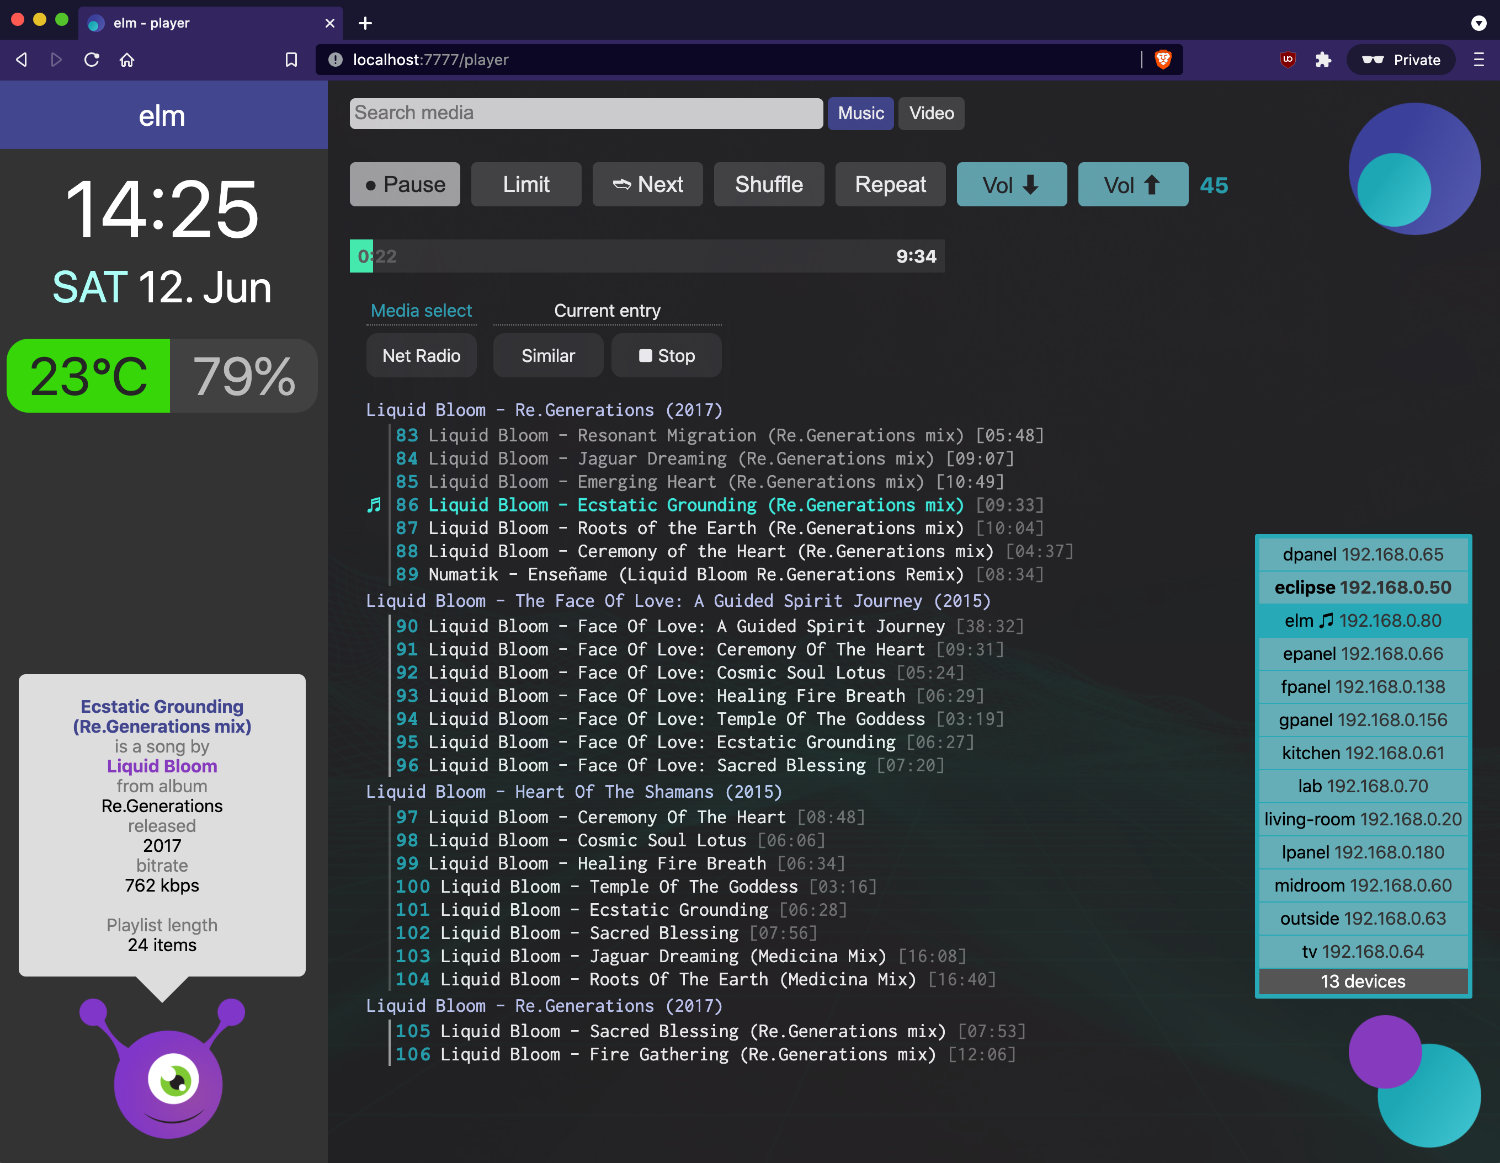 elm - player
localhost:7777/player
Private
elm
14:25
SAT 12. Jun
23°C 79%
Ecstatic Grounding
(Re.Generations mix)
is a song by
Liquid Bloom
from album
Re.Generations
released
2017
bitrate
762 kbps
Playlist length
24 items
Search media
Music
Video
Pause
Limit
Next
Shuffle
Repeat
Vol
Vol
45
0:22
9:34
Media select
Current entry
Net Radio
Similar
Stop
Liquid Bloom - Re.Generations (2017)
83 Liquid Bloom - Resonant Migration (Re.Generations mix) [05:48]
84 Liquid Bloom - Jaguar Dreaming (Re.Generations mix) [09:07]
85 Liquid Bloom - Emerging Heart (Re.Generations mix) [10:49]
86 Liquid Bloom - Ecstatic Grounding (Re.Generations mix) [09:33]
87 Liquid Bloom - Roots of the Earth (Re.Generations mix) [10:04]
88 Liquid Bloom - Ceremony of the Heart (Re.Generations mix) [04:37]
89 Numatik - Enseñame (Liquid Bloom Re.Generations Remix) [08:34]
Liquid Bloom - The Face Of Love: A Guided Spirit Journey (2015)
90 Liquid Bloom - Face Of Love: A Guided Spirit Journey [38:32]
91 Liquid Bloom - Face Of Love: Ceremony Of The Heart [09:31]
92 Liquid Bloom - Face Of Love: Cosmic Soul Lotus [05:24]
93 Liquid Bloom - Face Of Love: Healing Fire Breath [06:29]
94 Liquid Bloom - Face Of Love: Temple Of The Goddess [03:19]
95 Liquid Bloom - Face Of Love: Ecstatic Grounding [06:27]
96 Liquid Bloom - Face Of Love: Sacred Blessing [07:20]
Liquid Bloom - Heart Of The Shamans (2015)
97 Liquid Bloom - Ceremony Of The Heart [08:48]
98 Liquid Bloom - Cosmic Soul Lotus [06:06]
99 Liquid Bloom - Healing Fire Breath [06:34]
100 Liquid Bloom - Temple Of The Goddess [03:16]
101 Liquid Bloom - Ecstatic Grounding [06:28]
102 Liquid Bloom - Sacred Blessing [07:56]
103 Liquid Bloom - Jaguar Dreaming (Medicina Mix) [16:08]
104 Liquid Bloom - Roots Of The Earth (Medicina Mix) [16:40]
Liquid Bloom - Re.Generations (2017)
105 Liquid Bloom - Sacred Blessing (Re.Generations mix) [07:53]
106 Liquid Bloom - Fire Gathering (Re.Generations mix) [12:06]
dpanel 192.168.0.65
eclipse 192.168.0.50
elm 192.168.0.80
epanel 192.168.0.66
fpanel 192.168.0.138
gpanel 192.168.0.156
kitchen 192.168.0.61
lab 192.168.0.70
living-room 192.168.0.20
lpanel 192.168.0.180
midroom 192.168.0.60
outside 192.168.0.63
tv 192.168.0.64
13 devices